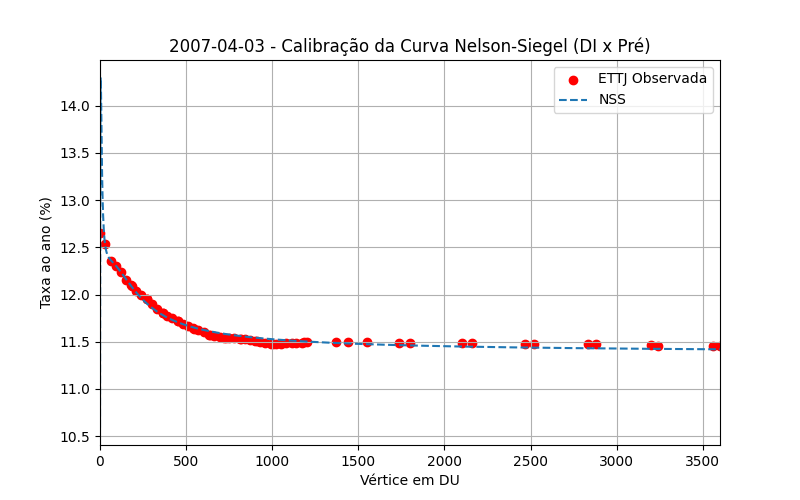 2007-04-03 - Calibração da Curva Nelson-Siegel (DI x Pré)
ETTJ Observada
NSS
Taxa ao ano (%)
14.0
13.5
13.0
12.5
12.0
11.5
11.0
10.5
0 500 1000 1500 2000 2500 3000 3500
Vértice em DU